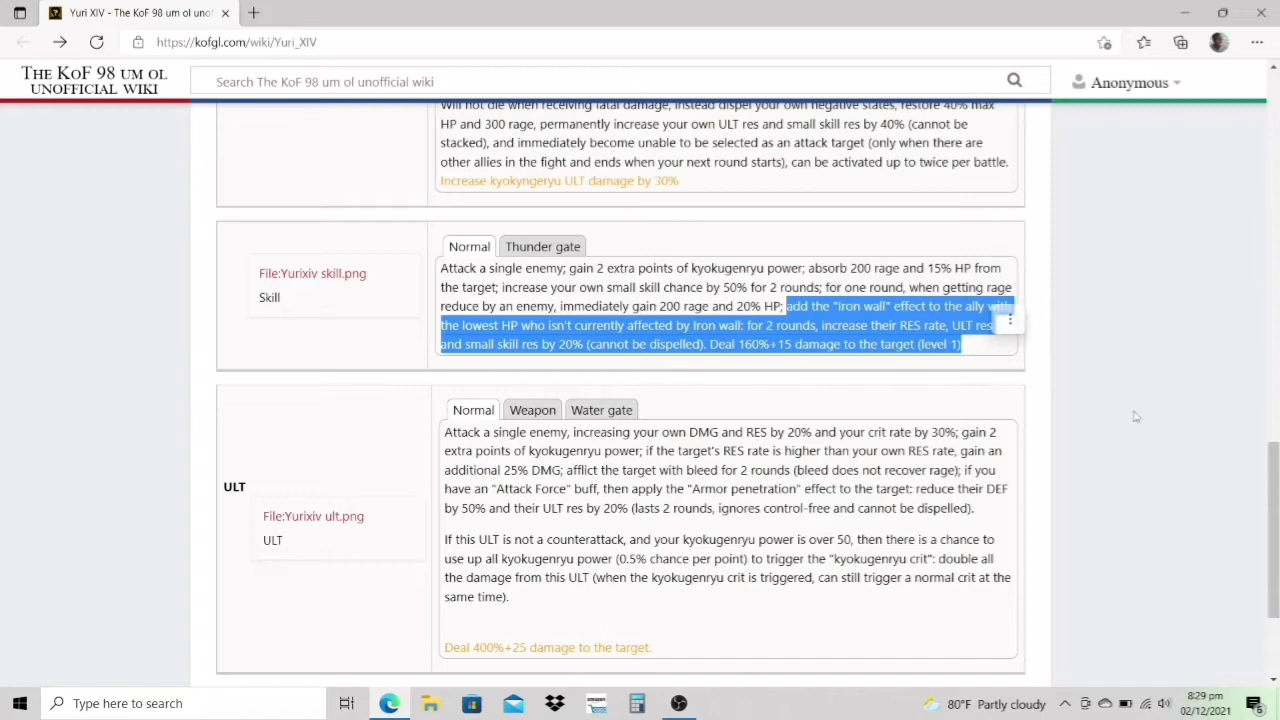 Yuri XIV - The KoF 98 um ol unof
https://kofgl.com/wiki/Yuri_XIV
THE KOF 98 UM OL
UNOFFICIAL WIKI
Search The KoF 98 um ol unofficial wiki
Anonymous
Will not die when receiving fatal damage, instead dispel your own negative states, restore 40% max
HP and 300 rage, permanently increase your own ULT res and small skill res by 40% (cannot be
stacked), and immediately become unable to be selected as an attack target (only when there are
other allies in the fight and ends when your next round starts), can be activated up to twice per battle.
Increase kyokyngeryu ULT damage by 30%
Normal
Thunder gate
File:Yurixiv skill.png
Skill
Attack a single enemy; gain 2 extra points of kyokugenryu power; absorb 200 rage and 15% HP from
the target; increase your own small skill chance by 50% for 2 rounds; for one round, when getting rage
reduce by an enemy, immediately gain 200 rage and 20% HP; add the "Iron wall" effect to the ally with
the lowest HP who isn't currently affected by Iron wall: for 2 rounds, increase their RES rate, ULT res
and small skill res by 20% (cannot be dispelled). Deal 160%+15 damage to the target (level 1)
Normal
Weapon
Water gate
ULT
File:Yurixiv ult.png
ULT
Attack a single enemy, increasing your own DMG and RES by 20% and your crit rate by 30%; gain 2
extra points of kyokugenryu power; if the target's RES rate is higher than your own RES rate, gain an
additional 25% DMG; afflict the target with bleed for 2 rounds (bleed does not recover rage); if you
have an "Attack Force" buff, then apply the "Armor penetration" effect to the target: reduce their DEF
by 50% and their ULT res by 20% (lasts 2 rounds, ignores control-free and cannot be dispelled).
If this ULT is not a counterattack, and your kyokugenryu power is over 50, then there is a chance to
use up all kyokugenryu power (0.5% chance per point) to trigger the "kyokugenryu crit": double all
the damage from this ULT (when the kyokugenryu crit is triggered, can still trigger a normal crit at the
same time).
Deal 400%+25 damage to the target.
Type here to search
amazon
80°F Partly cloudy
8:29 pm
02/12/2021
6